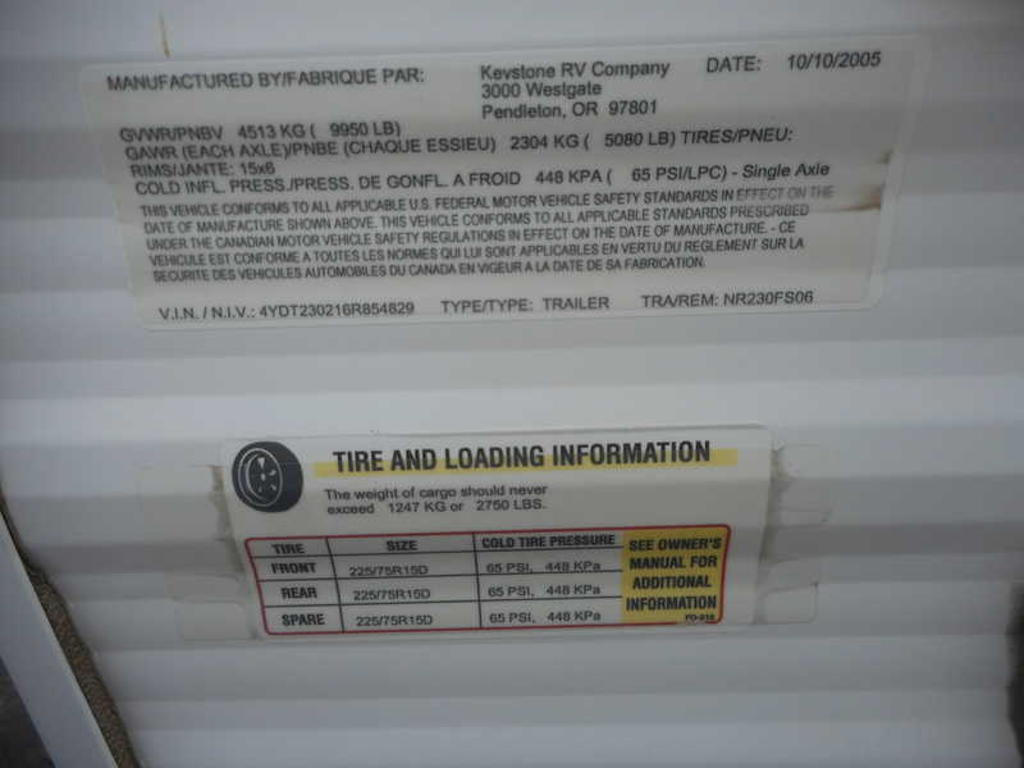 MANUFACTURED BY/FABRIQUE PAR: Keystone RV Company DATE: 10/10/2005
3000 Westgate
Pendleton, OR 97801
GVWR/PNBV 4513 KG ( 9950 LB)
GAWR (EACH AXLE)/PNBE (CHAQUE ESSIEU) 2304 KG ( 5080 LB) TIRES/PNEU:
RIMS/JANTE: 15x6
COLD INFL. PRESS./PRESS. DE GONFL. A FROID 448 KPA ( 65 PSI/LPC) - Single Axle
THIS VEHICLE CONFORMS TO ALL APPLICABLE U.S. FEDERAL MOTOR VEHICLE SAFETY STANDARDS IN EFFECT ON THE
DATE OF MANUFACTURE SHOWN ABOVE. THIS VEHICLE CONFORMS TO ALL APPLICABLE STANDARDS PRESCRIBED
UNDER THE CANADIAN MOTOR VEHICLE SAFETY REGULATIONS IN EFFECT ON THE DATE OF MANUFACTURE. - CE
VEHICULE EST CONFORME A TOUTES LES NORMES QUI LUI SONT APPLICABLES EN VERTU DU REGLEMENT SUR LA
SECURITE DES VEHICULES AUTOMOBILES DU CANADA EN VIGEUR A LA DATE DE SA FABRICATION.
V.I.N. / N.I.V.: 4YDT230216R854829 TYPE/TYPE: TRAILER TRA/REM: NR230FS06
TIRE AND LOADING INFORMATION
The weight of cargo should never
exceed 1247 KG or 2750 LBS.
TIRE SIZE COLD TIRE PRESSURE SEE OWNER'S
FRONT 225/75R15D 65 PSI, 448 KPa MANUAL FOR
REAR 225/75R15D 65 PSI, 448 KPa ADDITIONAL
SPARE 225/75R15D 65 PSI, 448 KPa INFORMATION